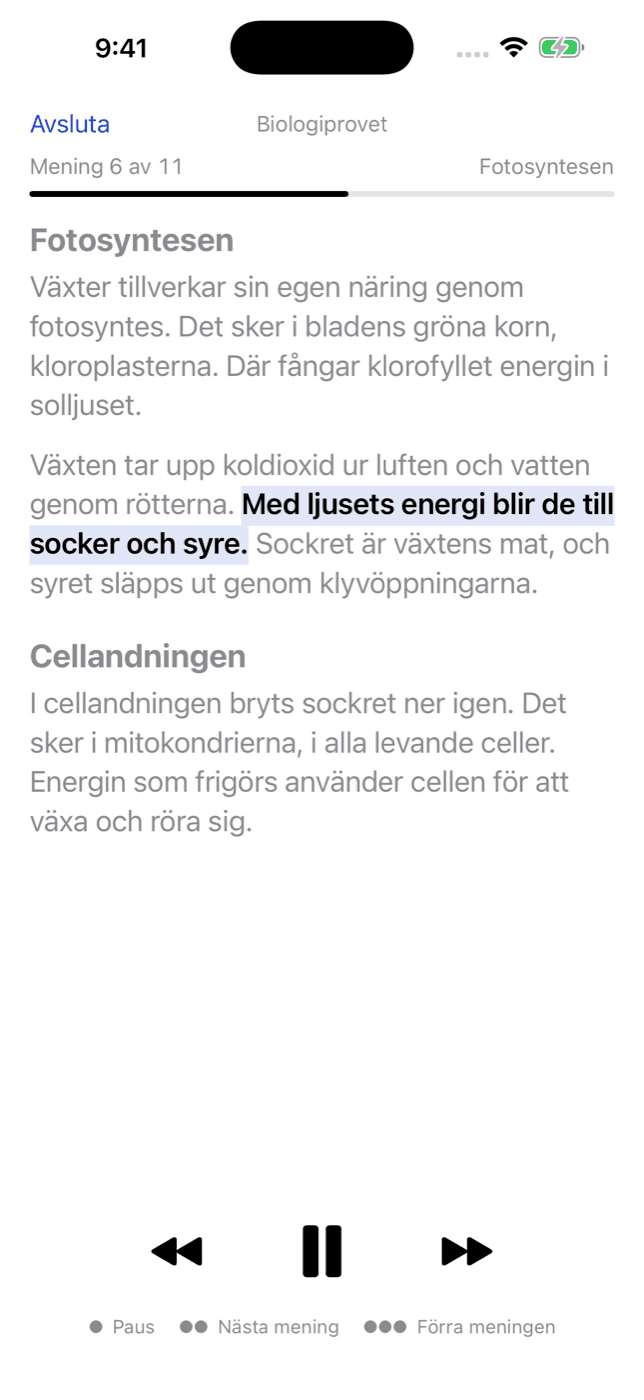 9:41
Avsluta
Biologiprovet
Mening 6 av 11
Fotosyntesen
Fotosyntesen
Växter tillverkar sin egen näring genom
fotosyntes. Det sker i bladens gröna korn,
kloroplasterna. Där fångar klorofyllet energin i
solljuset.
Växten tar upp koldioxid ur luften och vatten
genom rötterna. Med ljusets energi blir de till
socker och syre. Sockret är växtens mat, och
syret släpps ut genom klyvöppningarna.
Cellandningen
I cellandningen bryts sockret ner igen. Det
sker i mitokondrierna, i alla levande celler.
Energin som frigörs använder cellen för att
växa och röra sig.
Paus
Nästa mening
Förra meningen